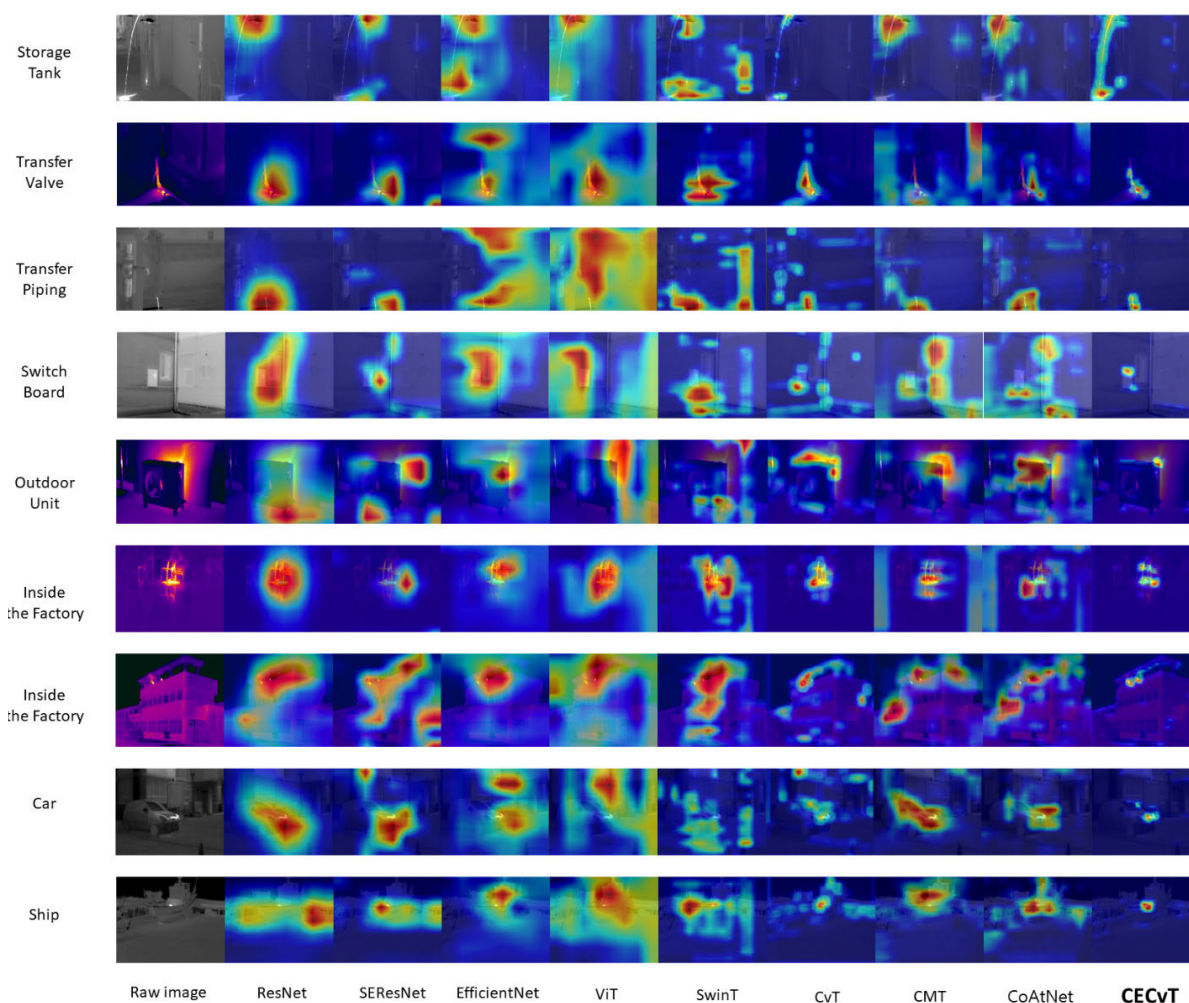 Storage
Tank
Transfer
Valve
Transfer
Piping
Switch
Board
Outdoor
Unit
Inside
the Factory
Inside
the Factory
Car
Ship
Raw image ResNet SEResNet EfficientNet ViT SwinT CvT CMT CoAtNet CECvT